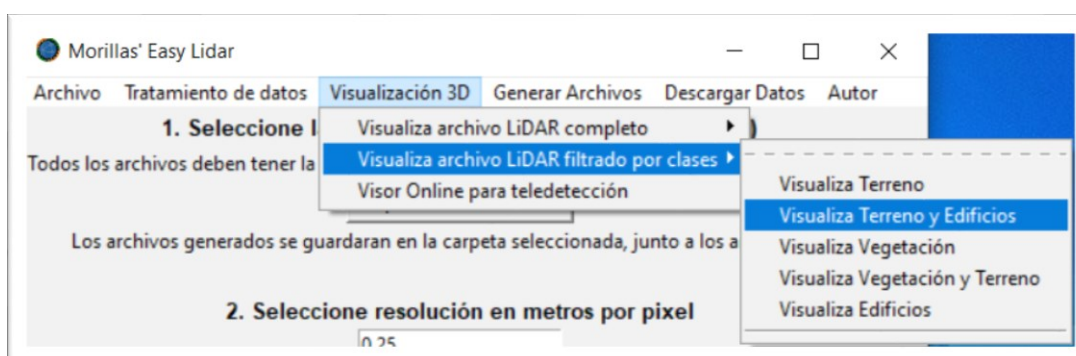 Morillas' Easy Lidar
Archivo Tratamiento de datos Visualización 3D Generar Archivos Descargar Datos Autor
1. Seleccione l
)
Visualiza archivo LiDAR completo
Todos los archivos deben tener la
Visualiza archivo LiDAR filtrado por clases
Visor Online para teledetección
Visualiza Terreno
Visualiza Terreno y Edificios
Los archivos generados se guardaran en la carpeta seleccionada, junto a los a
Visualiza Vegetación
Visualiza Vegetación y Terreno
Visualiza Edificios
2. Seleccione resolución en metros por pixel
0.25